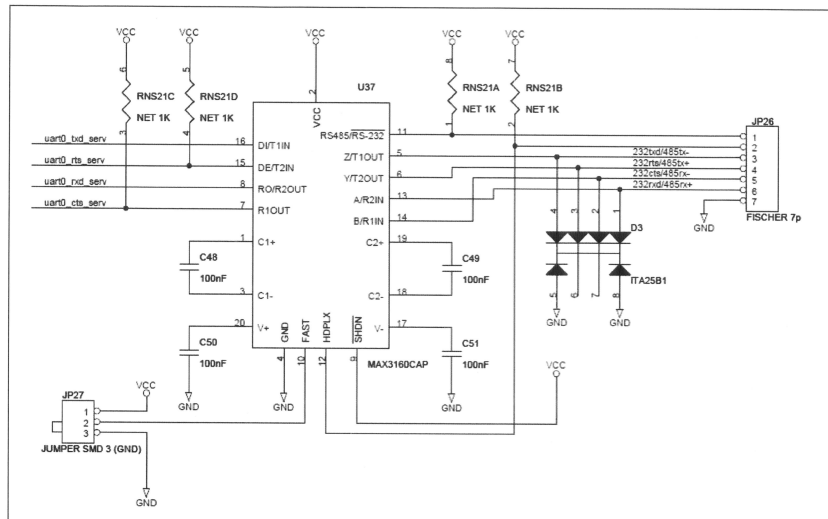 VCC
VCC
VCC
VCC
VCC
6
5
2
8
7
U37
RNS21C
RNS21D
RNS21A
RNS21B
NET 1K
NET 1K
NET 1K
NET 1K
VCC
3
4
1
2
JP26
uart0_txd_serv
16
DI/T1IN
RS485/RS-232
11
1
2
uart0_rts_serv
15
DE/T2IN
Z/T1OUT
5
232txd/485tx-
3
uart0_rxd_serv
8
RO/R2OUT
Y/T2OUT
6
232rts/485tx+
4
uart0_cts_serv
7
R1OUT
A/R2IN
13
232cts/485rx-
5
B/R1IN
14
232rxd/485rx+
6
7
GND
FISCHER 7p
1
C1+
C2+
19
4
3
2
1
D3
C48
100nF
C49
100nF
3
C1-
C2-
18
ITA25B1
5
6
7
8
GND
GND
20
V+
GND
FAST
HDPLX
SHDN
V-
17
C50
100nF
4
10
12
9
MAX3160CAP
C51
100nF
GND
GND
GND
VCC
JP27
VCC
1
2
3
JUMPER SMD 3 (GND)
GND